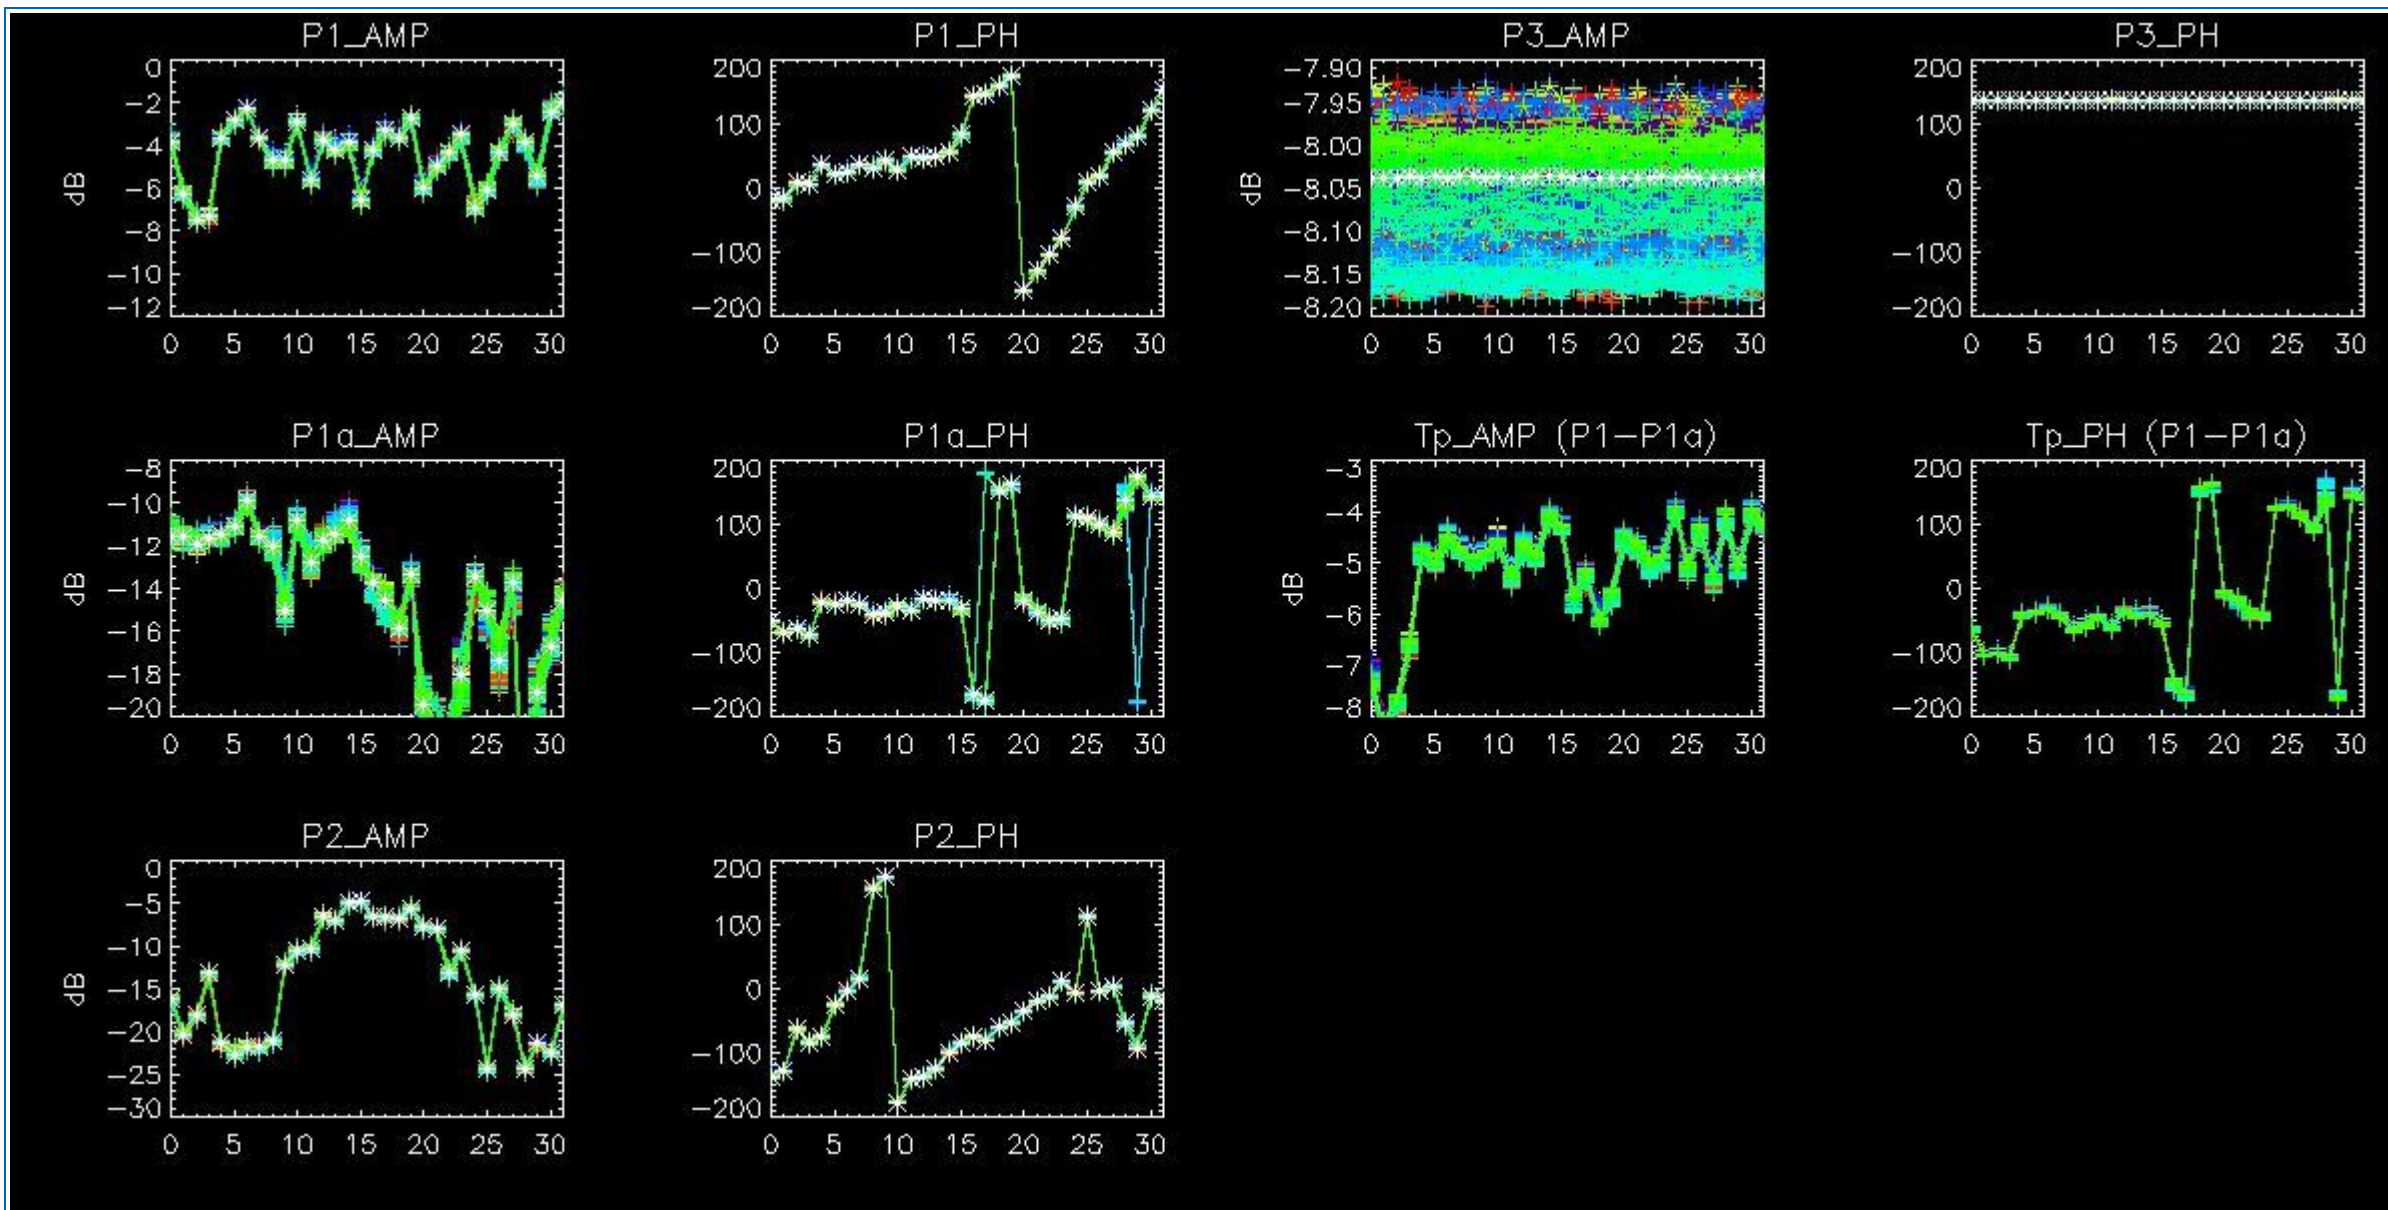 P1_AMP
P1_PH
P3_AMP
P3_PH
0
−2
−4
−6
−8
−10
−12
dB
0 5 10 15 20 25 30
200
100
0
−100
−200
0 5 10 15 20 25 30
−7.90
−7.95
−8.00
−8.05
−8.10
−8.15
−8.20
dB
0 5 10 15 20 25 30
200
100
0
−100
−200
0 5 10 15 20 25 30
P1a_AMP
P1a_PH
Tp_AMP (P1−P1a)
Tp_PH (P1−P1a)
−8
−10
−12
−14
−16
−18
−20
dB
0 5 10 15 20 25 30
200
100
0
−100
−200
0 5 10 15 20 25 30
−3
−4
−5
−6
−7
−8
dB
0 5 10 15 20 25 30
200
100
0
−100
−200
0 5 10 15 20 25 30
P2_AMP
P2_PH
0
−5
−10
−15
−20
−25
−30
dB
0 5 10 15 20 25 30
200
100
0
−100
−200
0 5 10 15 20 25 30